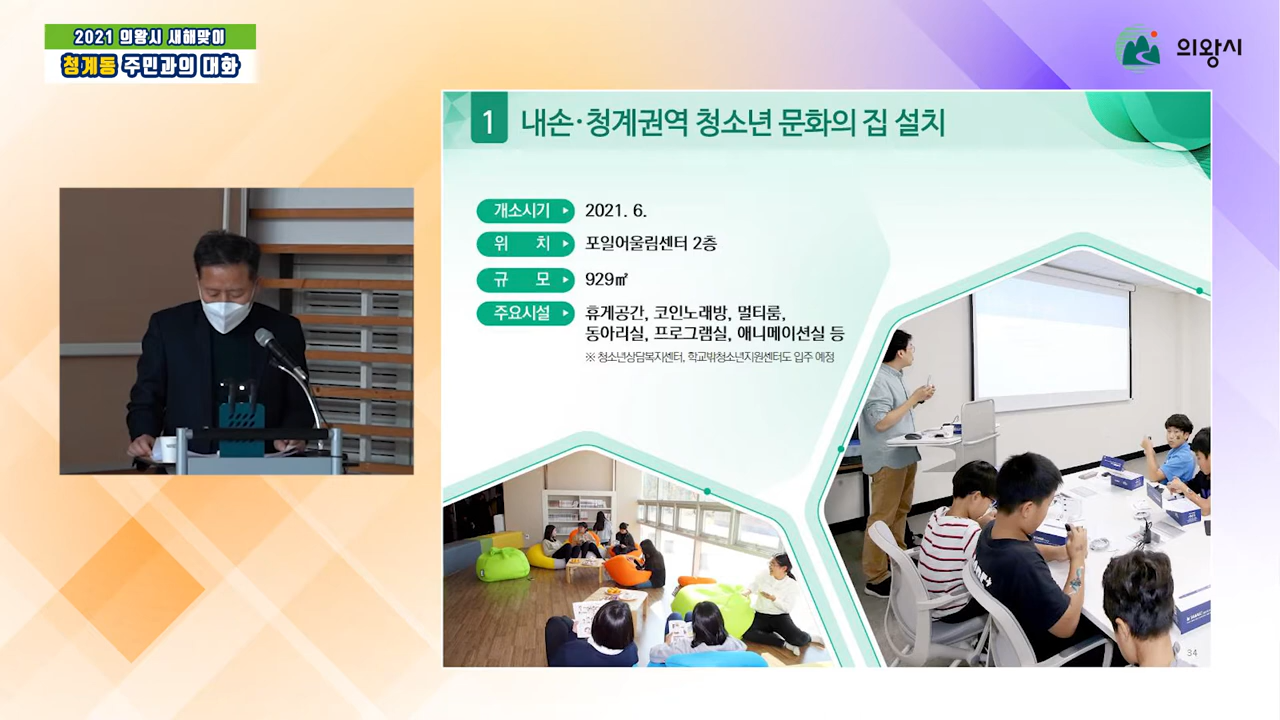 2021 의왕시 새해맞이
청계동 주민과의 대화
의왕시
1 내손·청계권역 청소년 문화의 집 설치
개소시기 2021. 6.
위 치 포일어울림센터 2층
규 모 929㎡
주요시설 휴게공간, 코인노래방, 멀티룸,
동아리실, 프로그램실, 애니메이션실 등
※ 청소년상담복지센터, 학교밖청소년지원센터도 입주 예정
34